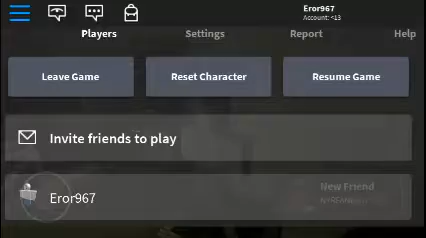 Eror967
Account: <13
Players Settings Report Help
Leave Game Reset Character Resume Game
Invite friends to play
New Friend
Eror967